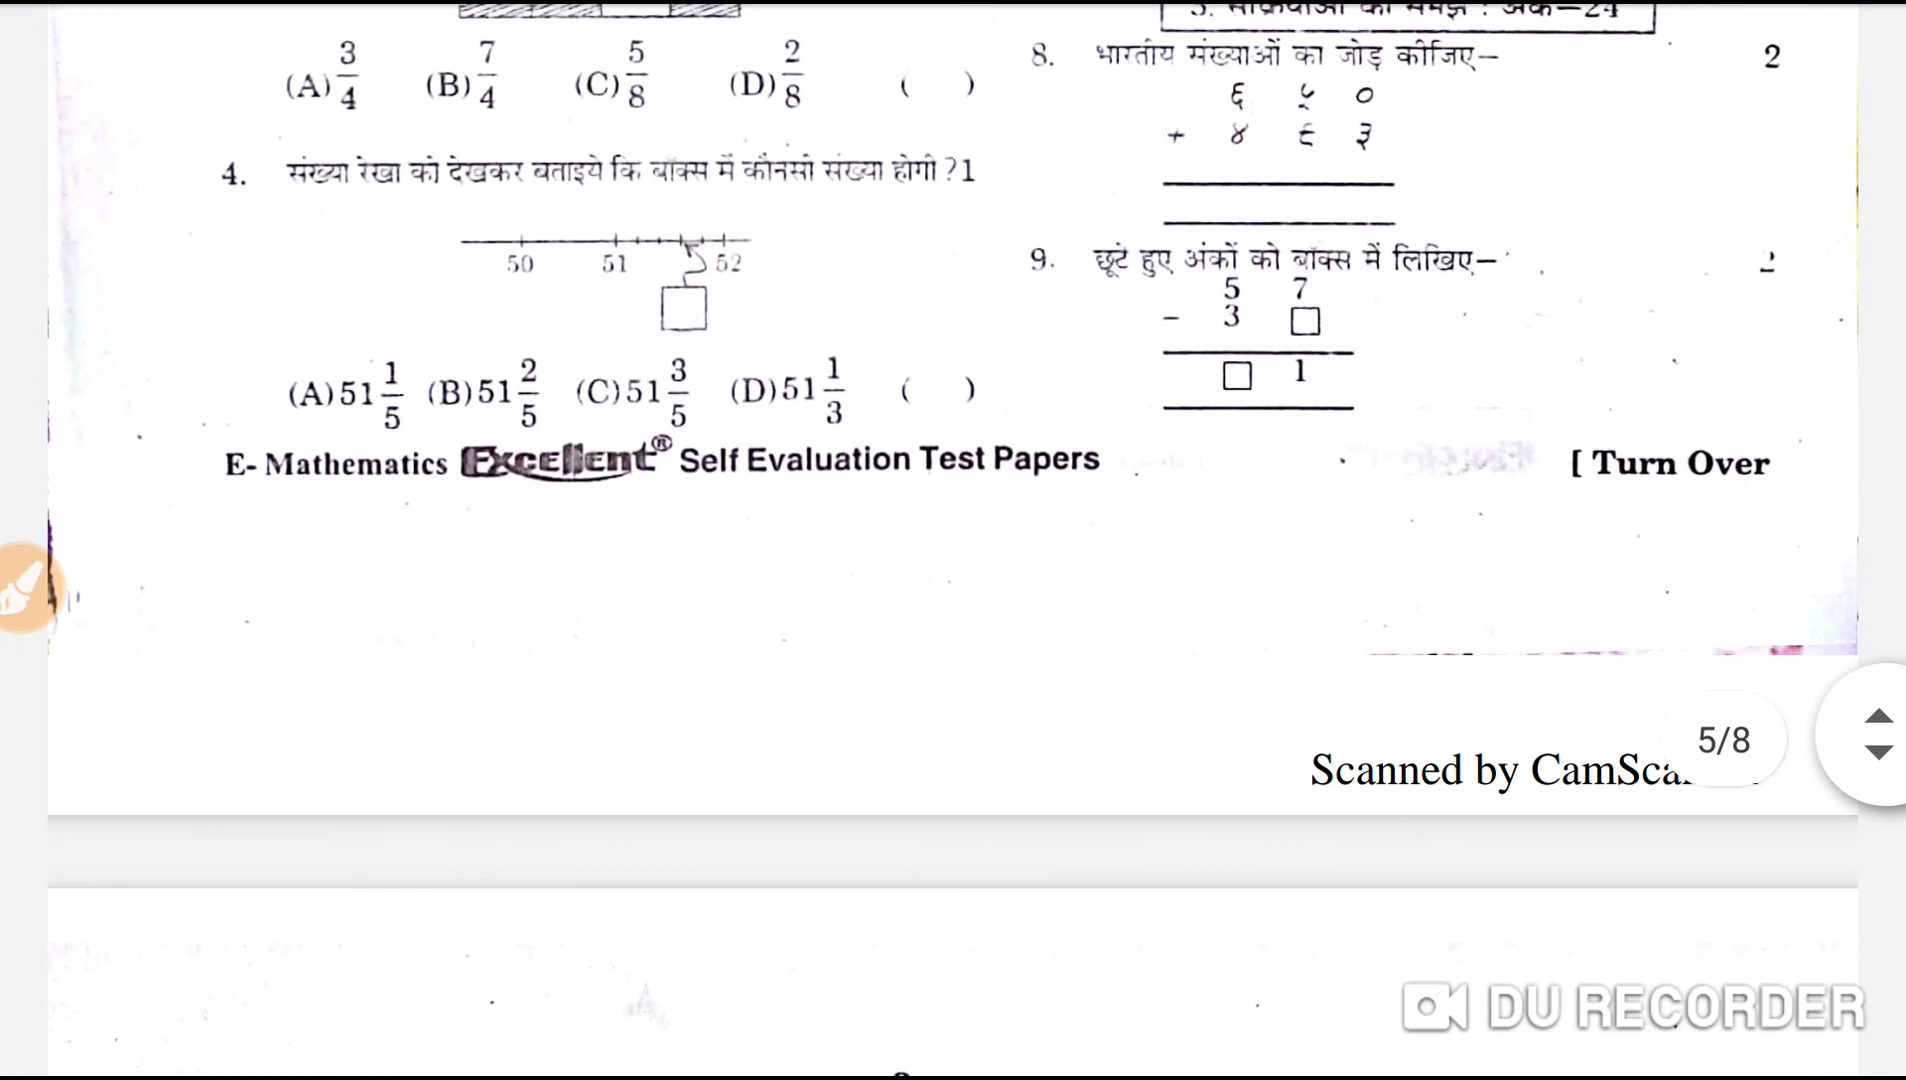 (A) 3/4 (B) 7/4 (C) 5/8 (D) 2/8 ( )
4. संख्या रेखा को देखकर बताइये कि बॉक्स में कौनसी संख्या होगी ? 1
50 51 52
(A) 51 1/5 (B) 51 2/5 (C) 51 3/5 (D) 51 1/3 ( )
E- Mathematics Excellent® Self Evaluation Test Papers
8. भारतीय संख्याओं का जोड़ कीजिए– 2
६ ५ ०
+ ४ ९ ३
9. छूटे हुए अंकों को बॉक्स में लिखिए– 2
5 7
– 3 □
□ 1
[ Turn Over
Scanned by
5/8
DU RECORDER